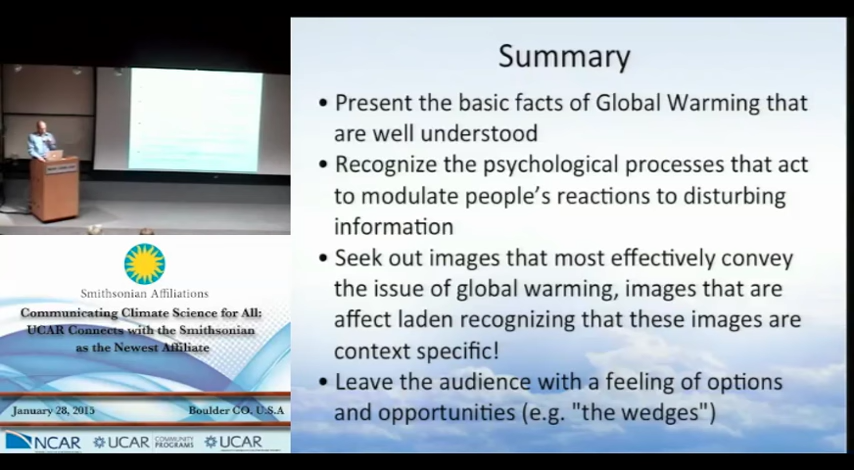 Summary
• Present the basic facts of Global Warming that
are well understood
• Recognize the psychological processes that act
to modulate people's reactions to disturbing
information
• Seek out images that most effectively convey
the issue of global warming, images that are
affect laden recognizing that these images are
context specific!
• Leave the audience with a feeling of options
and opportunities (e.g. "the wedges")
Smithsonian Affiliations
Communicating Climate Science for All:
UCAR Connects with the Smithsonian
as the Newest Affiliate
January 28, 2015 Boulder CO, U.S.A
NCAR UCAR COMMUNITY PROGRAMS UCAR